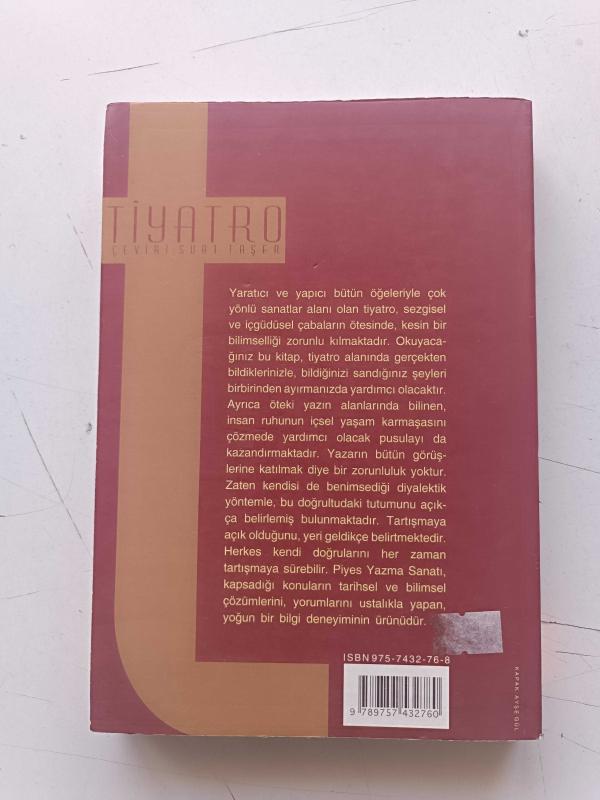 TİYATRO
ÇEVİRİ: SUAT TAŞER
Yaratıcı ve yapıcı bütün öğeleriyle çok
yönlü sanatlar alanı olan tiyatro, sezgisel
ve içgüdüsel çabaların ötesinde, kesin bir
bilimselliği zorunlu kılmaktadır. Okuyaca-
ğınız bu kitap, tiyatro alanında gerçekten
bildiklerinizle, bildiğinizi sandığınız şeyleri
birbirinden ayırmanızda yardımcı olacaktır.
Ayrıca öteki yazın alanlarında bilinen,
insan ruhunun içsel yaşam karmaşasını
çözmede yardımcı olacak pusulayı da
kazandırmaktadır. Yazarın bütün görüş-
lerine katılmak diye bir zorunluluk yoktur.
Zaten kendisi de benimsediği diyalektik
yöntemle, bu doğrultudaki tutumunu açık-
ça belirlemiş bulunmaktadır. Tartışmaya
açık olduğunu, yeri geldikçe belirtmektedir.
Herkes kendi doğrularını her zaman
tartışmaya sürebilir. Piyes Yazma Sanatı,
kapsadığı konuların tarihsel ve bilimsel
çözümlerini, yorumlarını ustalıkla yapan,
yoğun bir bilgi deneyiminin ürünüdür.
ISBN 975-7432-76-8
9 789757 432760
KAPAK: AYŞEGÜL